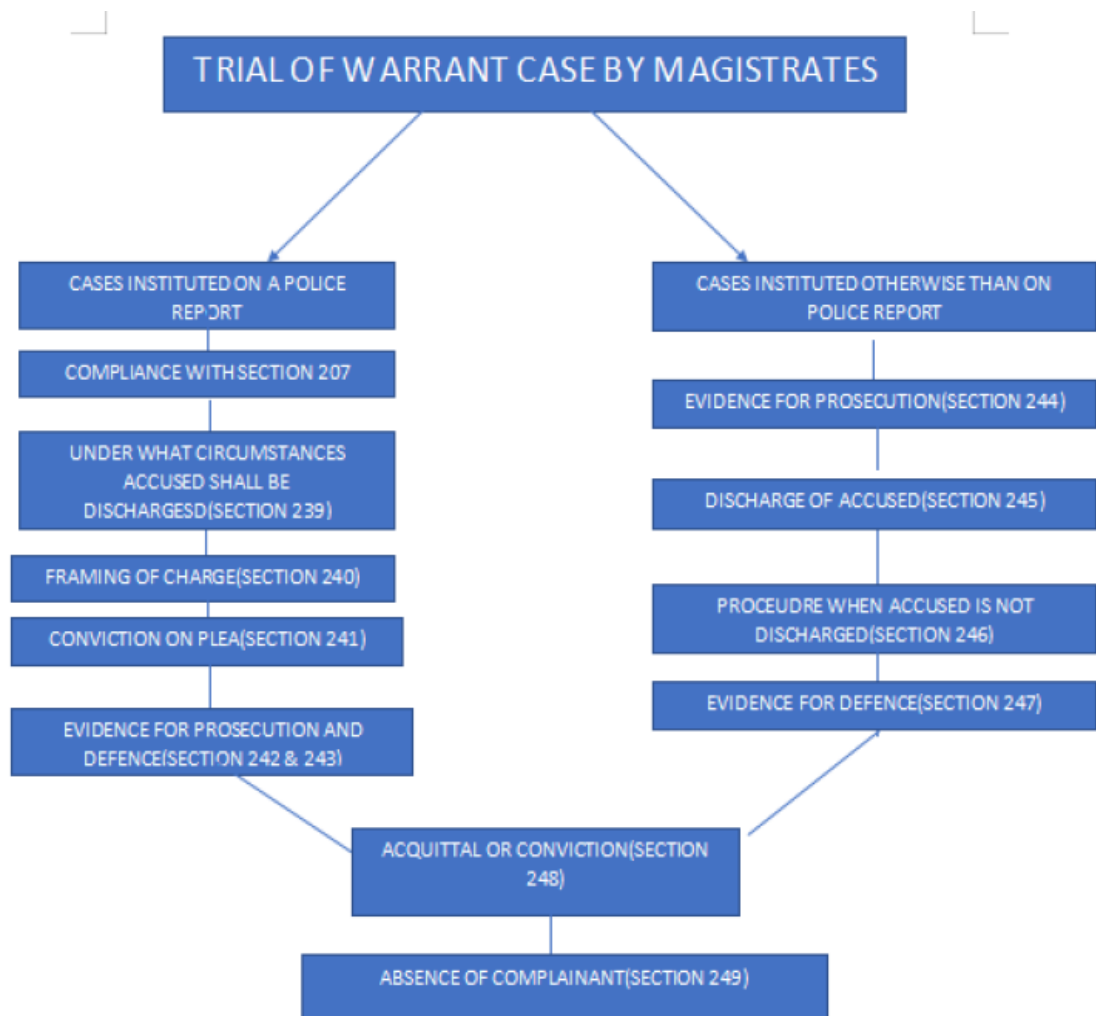 TRIAL OF WARRANT CASE BY MAGISTRATES
CASES INSTITUTED ON A POLICE
REPORT
COMPLIANCE WITH SECTION 207
UNDER WHAT CIRCUMSTANCES
ACCUSED SHALL BE
DISCHARGESD(SECTION 239)
FRAMING OF CHARGE(SECTION 240)
CONVICTION ON PLEA(SECTION 241)
EVIDENCE FOR PROSECUTION AND
DEFENCE(SECTION 242 & 243)
CASES INSTITUTED OTHERWISE THAN ON
POLICE REPORT
EVIDENCE FOR PROSECUTION(SECTION 244)
DISCHARGE OF ACCUSED(SECTION 245)
PROCEUDRE WHEN ACCUSED IS NOT
DISCHARGED(SECTION 246)
EVIDENCE FOR DEFENCE(SECTION 247)
ACQUITTAL OR CONVICTION(SECTION
248)
ABSENCE OF COMPLAINANT(SECTION 249)